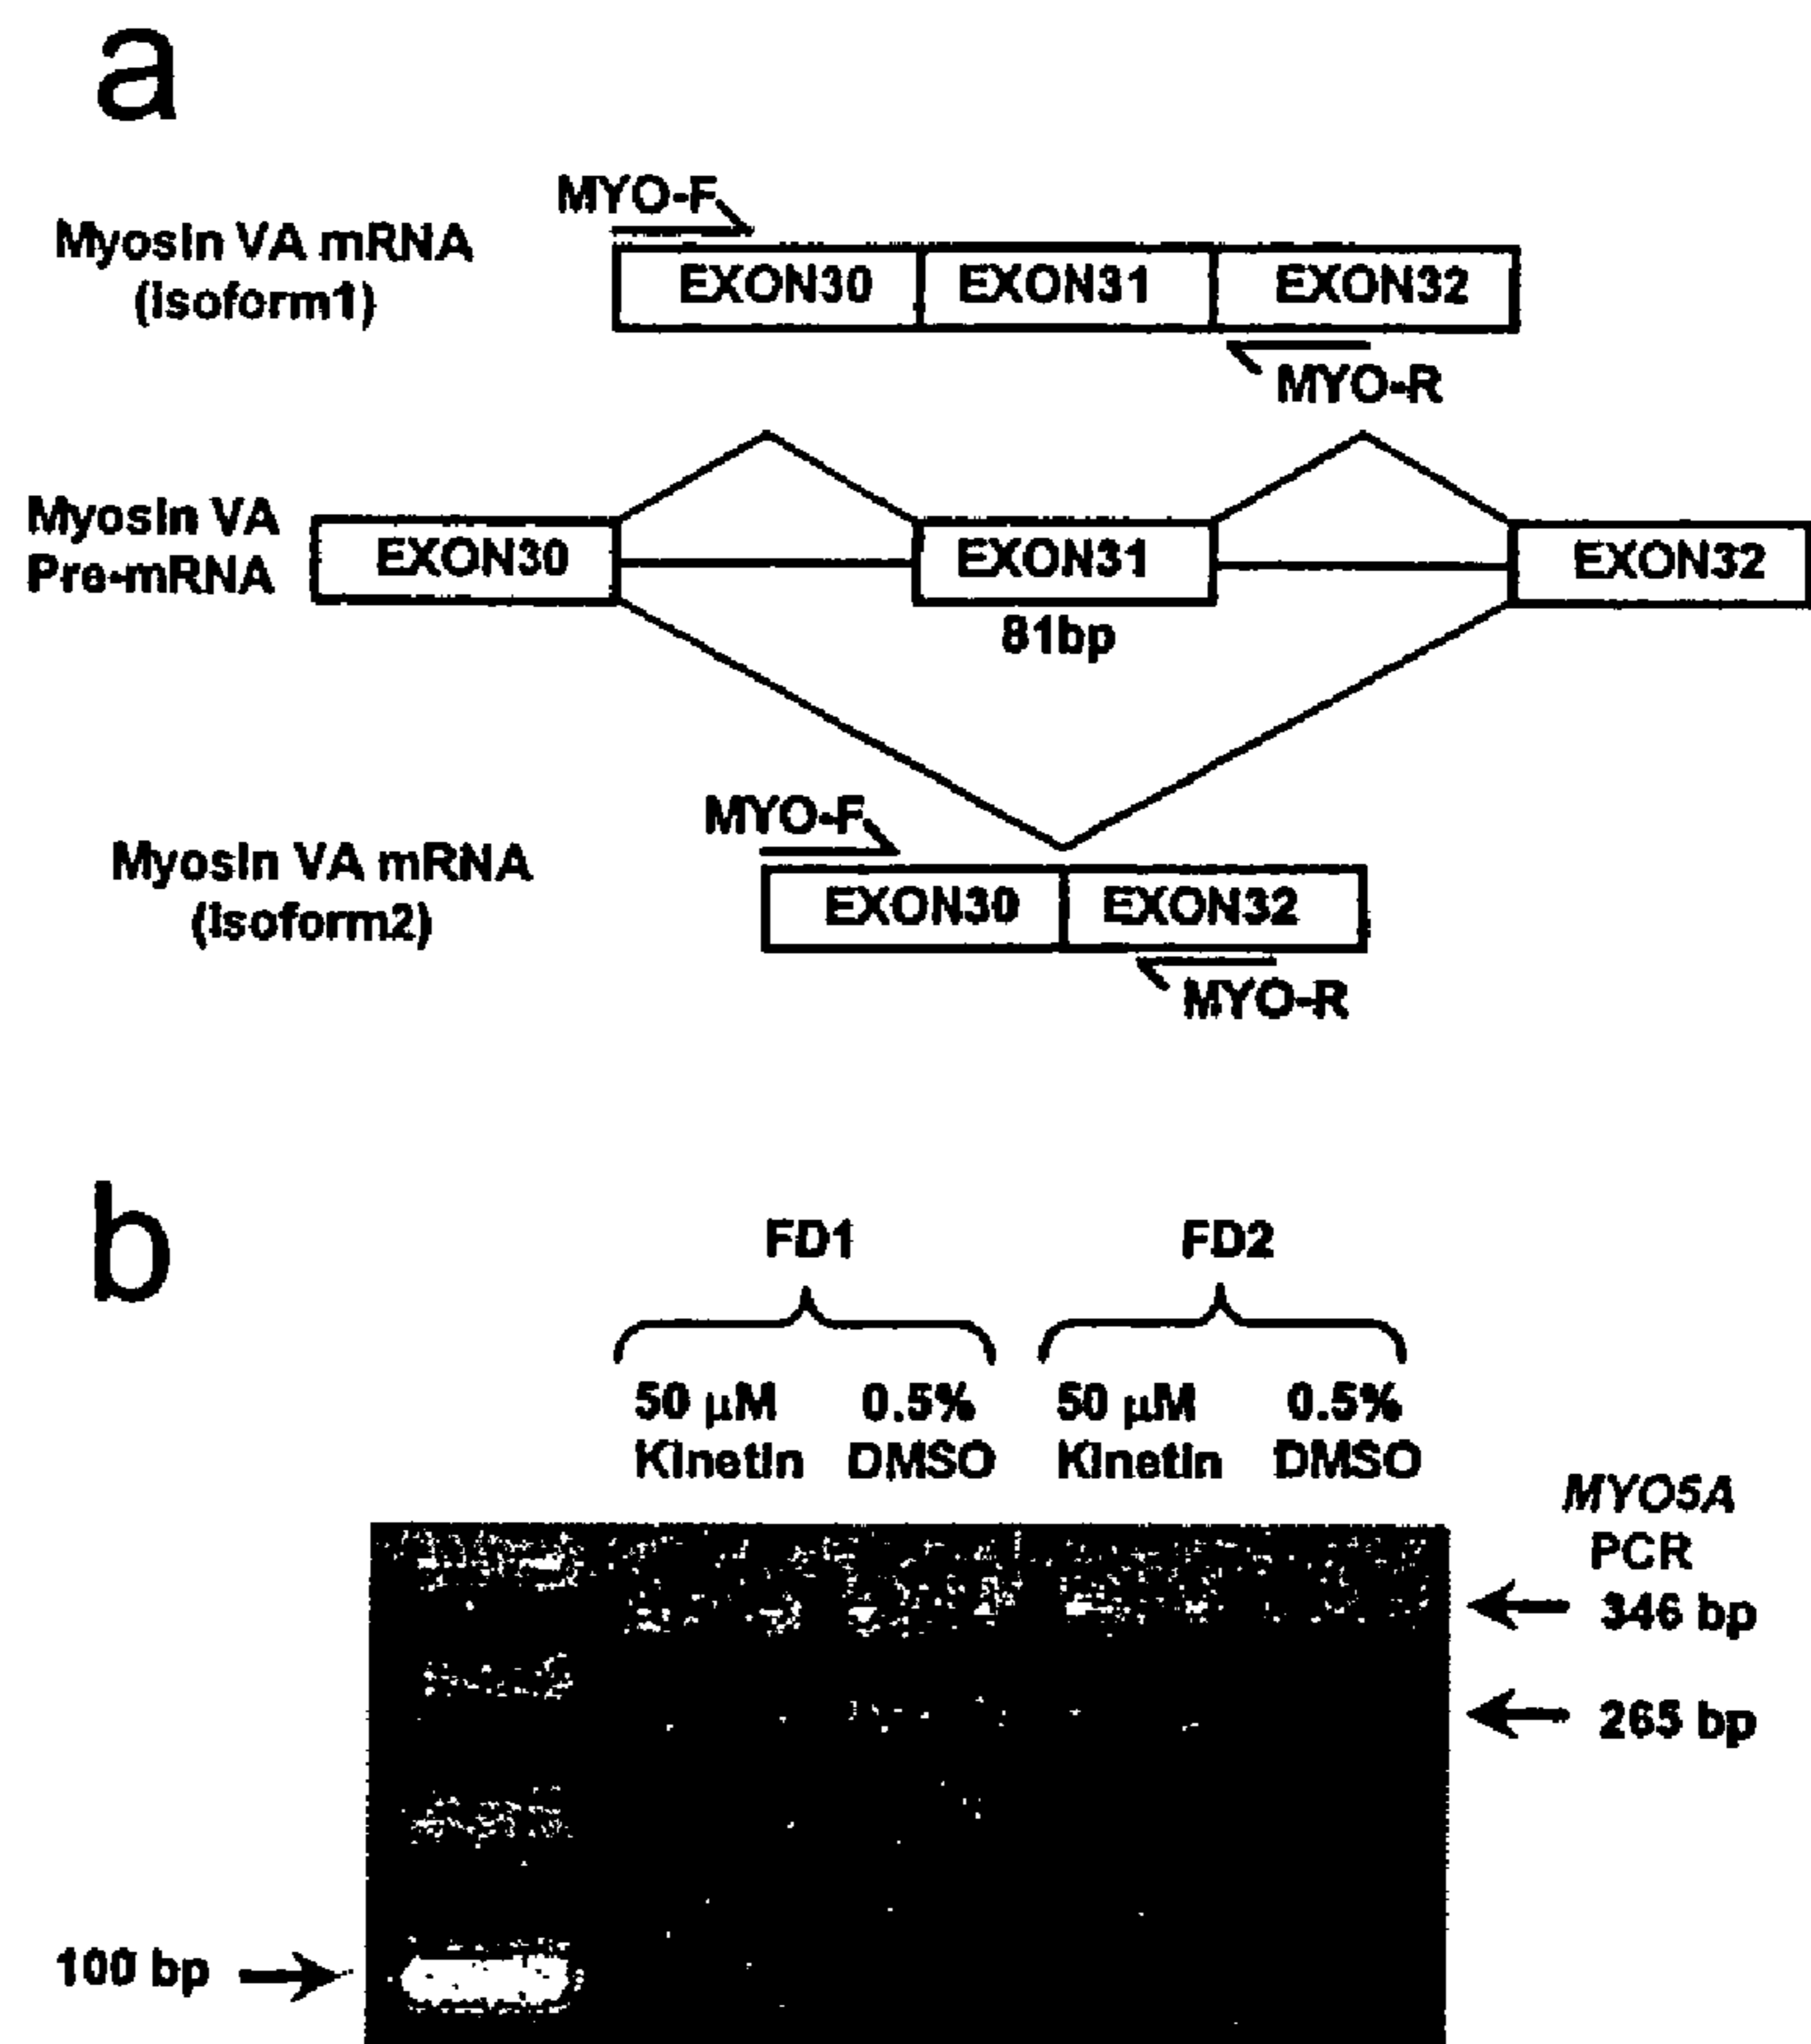 a
MYO-F
Myosin VA mRNA
(isoform1)
EXON30 EXON31 EXON32
MYO-R
Myosin VA
Pre-mRNA
EXON30 EXON31 EXON32
81bp
MYO-F
Myosin VA mRNA
(isoform2)
EXON30 EXON32
MYO-R
b
FD1 FD2
50 µM 0.5% 50 µM 0.5%
Kinetin DMSO Kinetin DMSO
MYO5A
PCR
346 bp
265 bp
100 bp